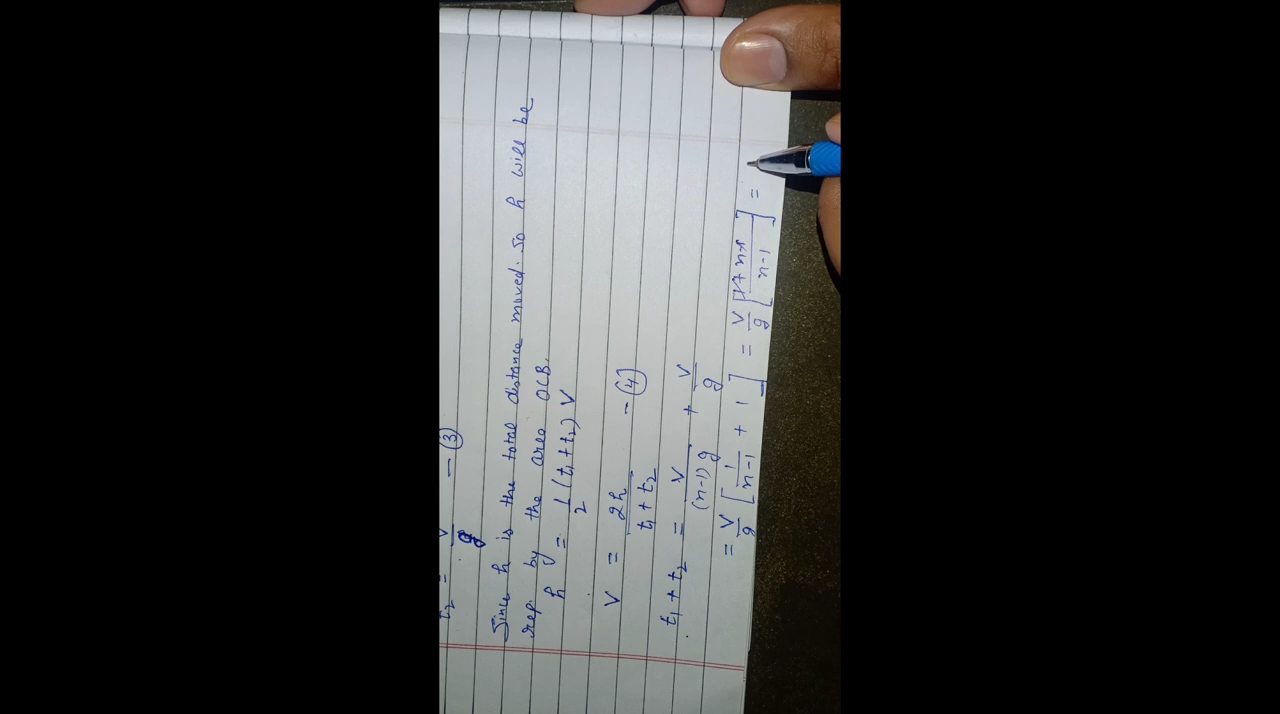 t₂ = V/g — (3)
Since h is the total distance moved. So h will be
rep. by the area OCB.
h = 1/2 (t₁ + t₂) V
V = 2h/(t₁ + t₂) — (4)
t₁ + t₂ = V/((n-1) g) + V/g
= V/g [1/(n-1) + 1] = V/g [(1 + n - 1)/(n-1)] =